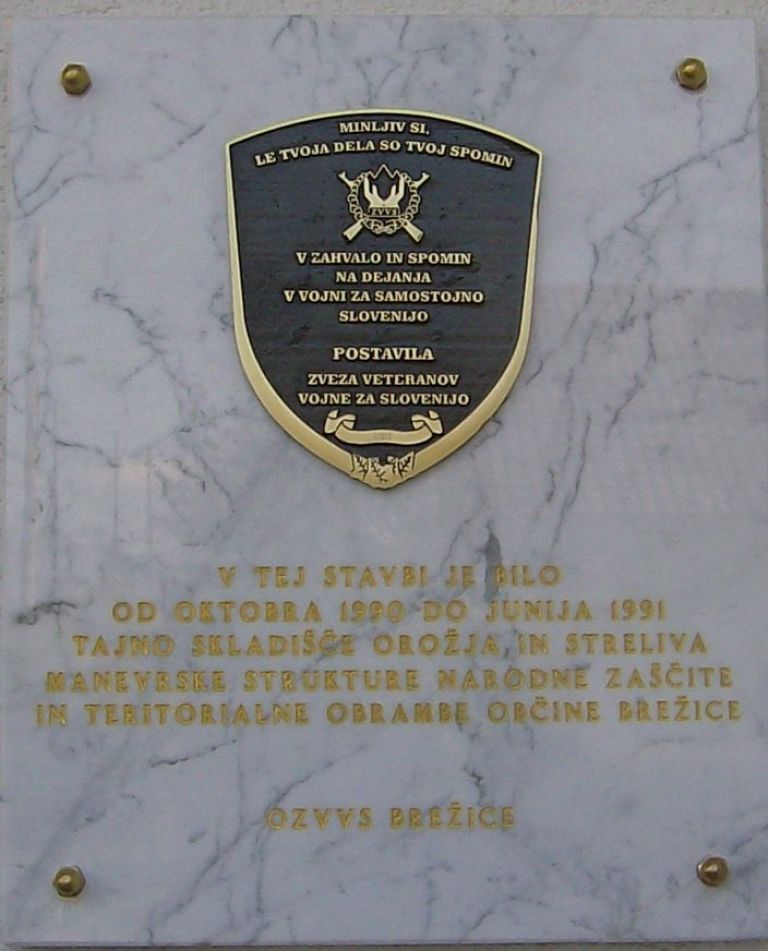 MINLJIV SI,
LE TVOJA DELA SO TVOJ SPOMIN
ZVVS
V ZAHVALO IN SPOMIN
NA DEJANJA
V VOJNI ZA SAMOSTOJNO
SLOVENIJO
POSTAVILA
ZVEZA VETERANOV
VOJNE ZA SLOVENIJO
V TEJ STAVBI JE BILO
OD OKTOBRA 1990 DO JUNIJA 1991
TAJNO SKLADIŠČE OROŽJA IN STRELIVA
MANEVRSKE STRUKTURE NARODNE ZAŠČITE
IN TERITORIALNE OBRAMBE OBČINE BREŽICE
OZVVS BREŽICE